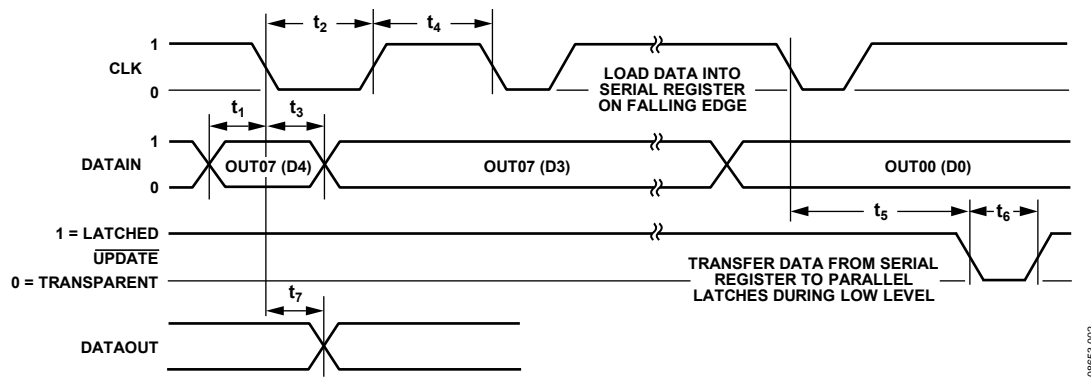 t2
t4
1
CLK
0
LOAD DATA INTO
SERIAL REGISTER
ON FALLING EDGE
t1
t3
1
DATAIN
0
OUT07 (D4)
OUT07 (D3)
OUT00 (D0)
t5
t6
1 = LATCHED
UPDATE
0 = TRANSPARENT
TRANSFER DATA FROM SERIAL
REGISTER TO PARALLEL
LATCHES DURING LOW LEVEL
t7
DATAOUT